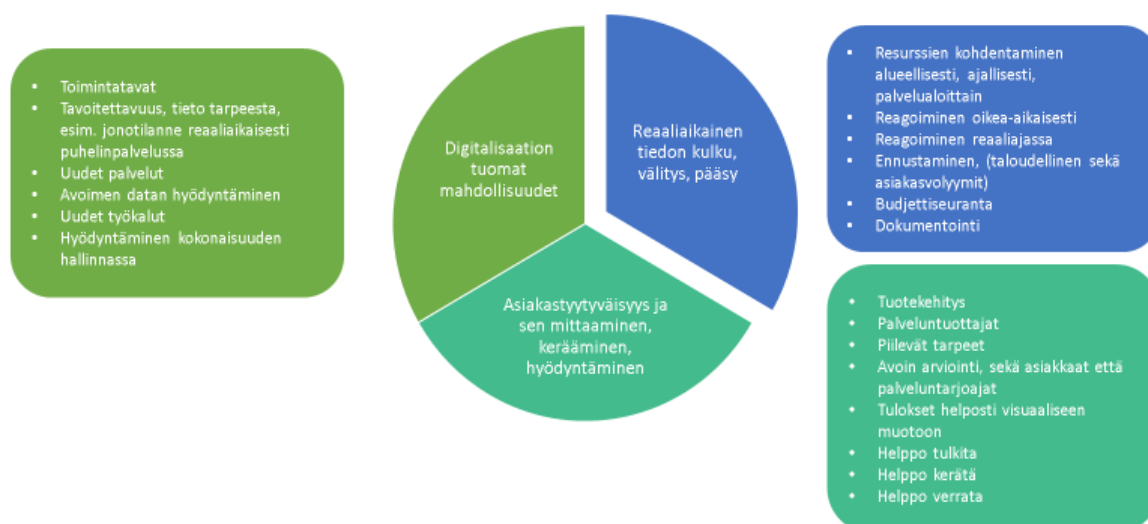 ▪ Toimintatavat
▪ Tavoitettavuus, tieto tarpeesta,
esim. jonotilanne reaaliaikaisesti
puhelinpalvelussa
▪ Uudet palvelut
▪ Avoimen datan hyödyntäminen
▪ Uudet työkalut
▪ Hyödyntäminen kokonaisuuden
hallinnassa
Digitalisaation
tuomat
mahdollisuudet
Reaaliaikainen
tiedon kulku,
välitys, pääsy
Asiakastyytyväisyys ja
sen mittaaminen,
kerääminen,
hyödyntäminen
▪ Resurssien kohdentaminen
alueellisesti, ajallisesti,
palvelualoittain
▪ Reagoiminen oikea-aikaisesti
▪ Reagoiminen reaaliajassa
▪ Ennustaminen, (taloudellinen sekä
asiakasvolyymit)
▪ Budjettiseuranta
▪ Dokumentointi
• Tuotekehitys
• Palveluntuottajat
• Piilevät tarpeet
• Avoin arviointi, sekä asiakkaat että
palveluntarjoajat
• Tulokset helposti visuaaliseen
muotoon
• Helppo tulkita
• Helppo kerätä
• Helppo verrata